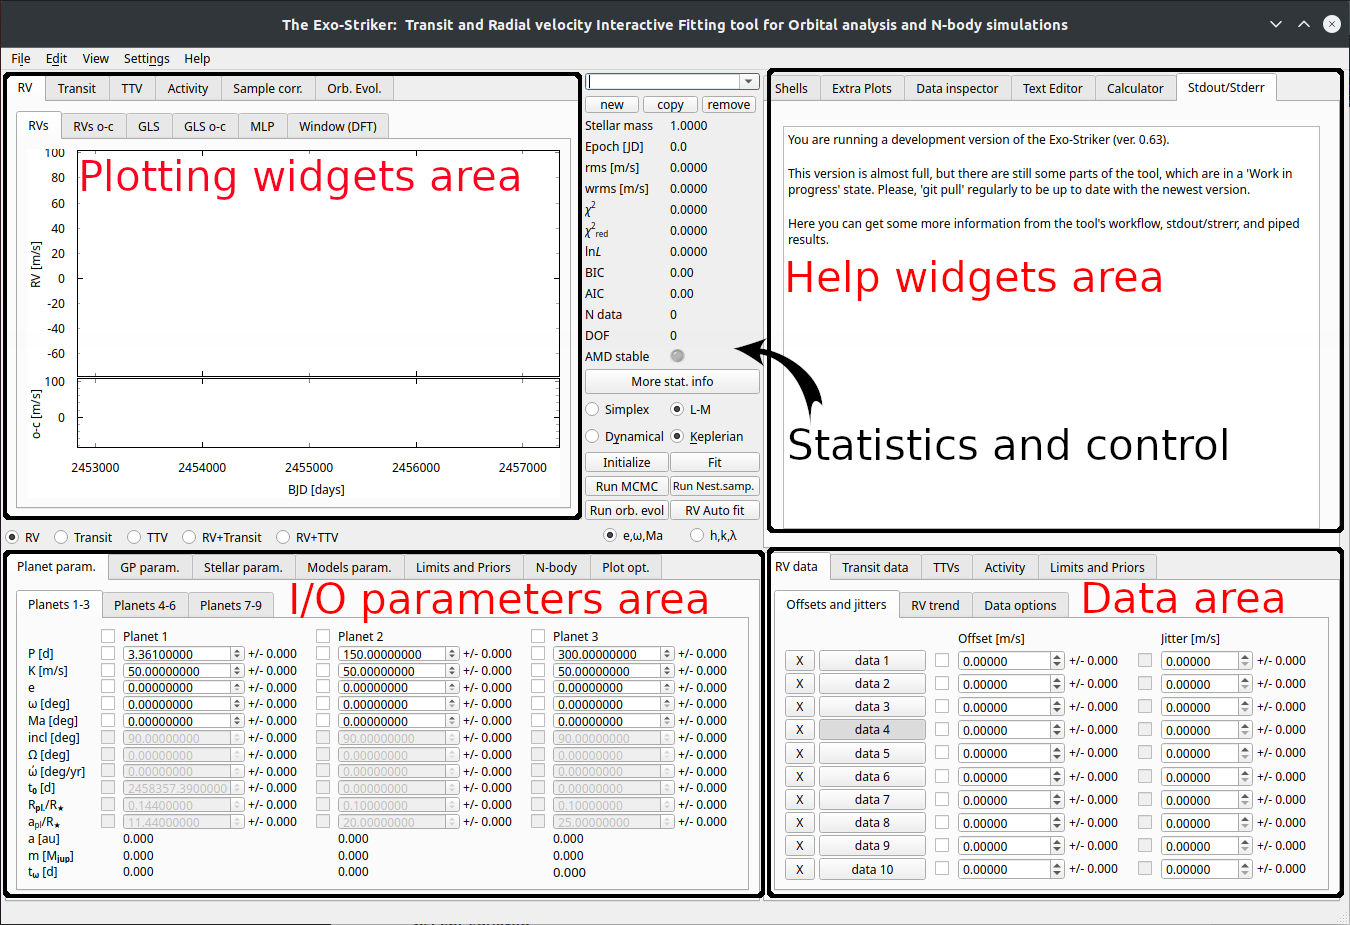 The Exo-Striker: Transit and Radial velocity Interactive Fitting tool for Orbital analysis and N-body simulations
File Edit View Settings Help
RV Transit TTV Activity Sample corr. Orb. Evol.
RVs RVs o-c GLS GLS o-c MLP Window (DFT)
Plotting widgets area
100
80
60
40
20
0
-20
-40
-60
RV [m/s]
100
0
o-c [m/s]
2453000 2454000 2455000 2456000 2457000
BJD [days]
new copy remove
Stellar mass 1.0000
Epoch [JD] 0.0
rms [m/s] 0.0000
wrms [m/s] 0.0000
χ² 0.0000
χ²red 0.0000
lnL 0.0000
BIC 0.00
AIC 0.00
N data 0
DOF 0
AMD stable
More stat. info
Simplex L-M
Dynamical Keplerian
Initialize Fit
Run MCMC Run Nest.samp.
Run orb. evol RV Auto fit
e,ω,Ma h,k,λ
Shells Extra Plots Data inspector Text Editor Calculator Stdout/Stderr
You are running a development version of the Exo-Striker (ver. 0.63).
This version is almost full, but there are still some parts of the tool, which are in a 'Work in
progress' state. Please, 'git pull' regularly to be up to date with the newest version.
Here you can get some more information from the tool's workflow, stdout/strerr, and piped
results.
Help widgets area
Statistics and control
RV Transit TTV RV+Transit RV+TTV
Planet param. GP param. Stellar param. Models param. Limits and Priors N-body Plot opt.
I/O parameters area
Planets 1-3 Planets 4-6 Planets 7-9
Planet 1 Planet 2 Planet 3
P [d] 3.36100000 +/- 0.000 150.00000000 +/- 0.000 300.00000000 +/- 0.000
K [m/s] 50.00000000 +/- 0.000 50.00000000 +/- 0.000 50.00000000 +/- 0.000
e 0.00000000 +/- 0.000 0.00000000 +/- 0.000 0.00000000 +/- 0.000
ω [deg] 0.00000000 +/- 0.000 0.00000000 +/- 0.000 0.00000000 +/- 0.000
Ma [deg] 0.00000000 +/- 0.000 0.00000000 +/- 0.000 0.00000000 +/- 0.000
incl [deg] 90.00000000 +/- 0.000 90.00000000 +/- 0.000 90.00000000 +/- 0.000
Ω [deg] 0.00000000 +/- 0.000 0.00000000 +/- 0.000 0.00000000 +/- 0.000
ώ [deg/yr] 0.00000000 +/- 0.000 0.00000000 +/- 0.000 0.00000000 +/- 0.000
t₀ [d] 2458357.3900000 +/- 0.000 0.00000000 +/- 0.000 0.00000000 +/- 0.000
Rpl./R★ 0.14400000 +/- 0.000 0.10000000 +/- 0.000 0.10000000 +/- 0.000
apl/R★ 11.44000000 +/- 0.000 20.00000000 +/- 0.000 25.00000000 +/- 0.000
a [au] 0.000 0.000 0.000
m [Mjup] 0.000 0.000 0.000
tω [d] 0.000 0.000 0.000
RV data Transit data TTVs Activity Limits and Priors
Data area
Offsets and jitters RV trend Data options
Offset [m/s] Jitter [m/s]
X data 1 0.00000 +/- 0.000 0.00000 +/- 0.000
X data 2 0.00000 +/- 0.000 0.00000 +/- 0.000
X data 3 0.00000 +/- 0.000 0.00000 +/- 0.000
X data 4 0.00000 +/- 0.000 0.00000 +/- 0.000
X data 5 0.00000 +/- 0.000 0.00000 +/- 0.000
X data 6 0.00000 +/- 0.000 0.00000 +/- 0.000
X data 7 0.00000 +/- 0.000 0.00000 +/- 0.000
X data 8 0.00000 +/- 0.000 0.00000 +/- 0.000
X data 9 0.00000 +/- 0.000 0.00000 +/- 0.000
X data 10 0.00000 +/- 0.000 0.00000 +/- 0.000